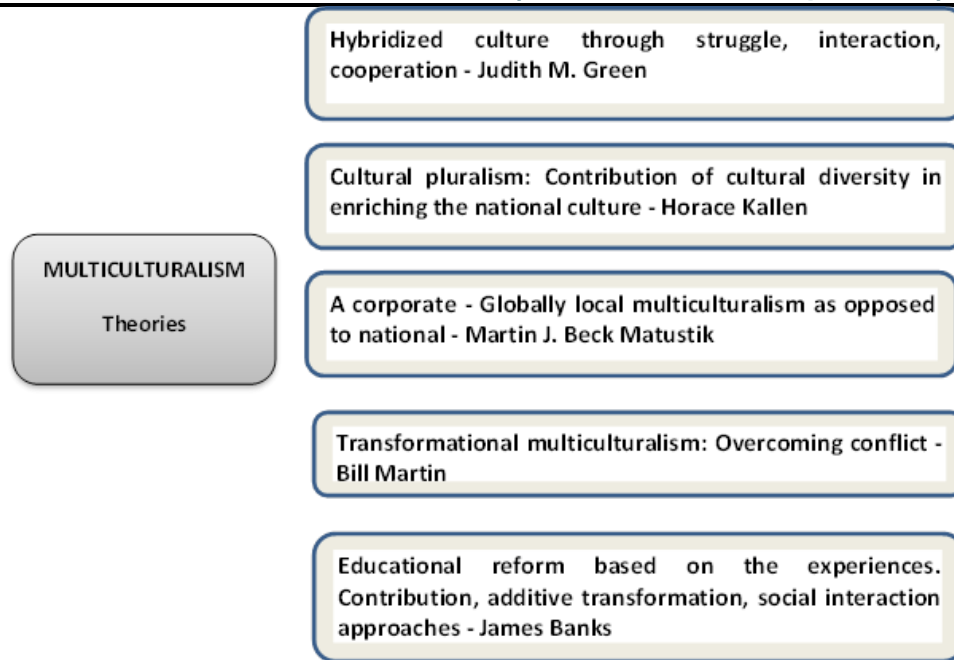 Hybridized culture through struggle, interaction,
cooperation - Judith M. Green
Cultural pluralism: Contribution of cultural diversity in
enriching the national culture - Horace Kallen
MULTICULTURALISM
Theories
A corporate - Globally local multiculturalism as opposed
to national - Martin J. Beck Matustik
Transformational multiculturalism: Overcoming conflict -
Bill Martin
Educational reform based on the experiences.
Contribution, additive transformation, social interaction
approaches - James Banks